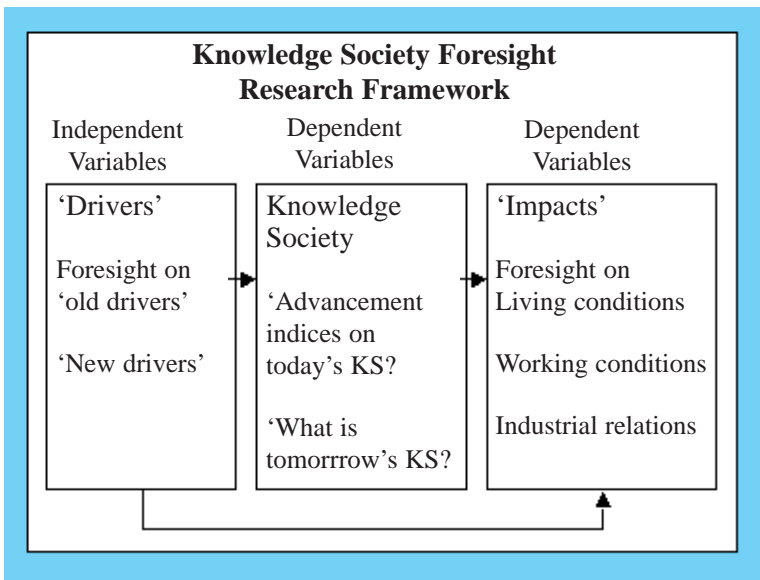 Knowledge Society Foresight
Research Framework
Independent
Variables
Dependent
Variables
Dependent
Variables
‘Drivers’
Foresight on
‘old drivers’
‘New drivers’
Knowledge
Society
‘Advancement
indices on
today’s KS?
‘What is
tomorrrow’s KS?
‘Impacts’
Foresight on
Living conditions
Working conditions
Industrial relations